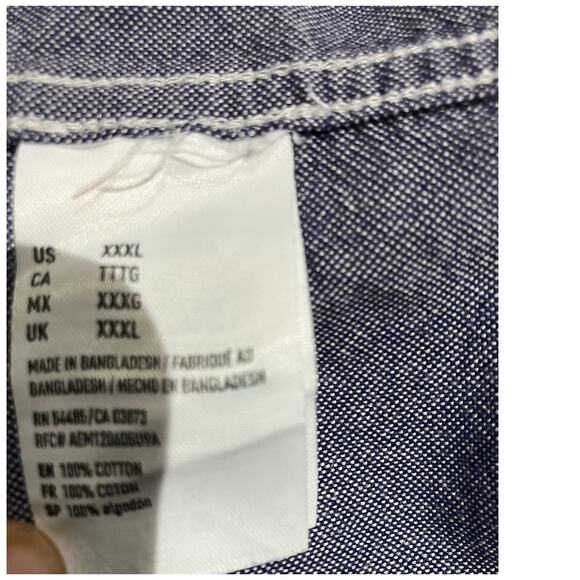 US XXXL
CA TTTG
MX XXXG
UK XXXL
MADE IN BANGLADESH / FABRIQUÉ AU
BANGLADESH / HECHO EN BANGLADESH
RN 54485/CA 03873
RFC# AEM120605U9A
EN 100% COTTON
FR 100% COTON
SP 100% algodón